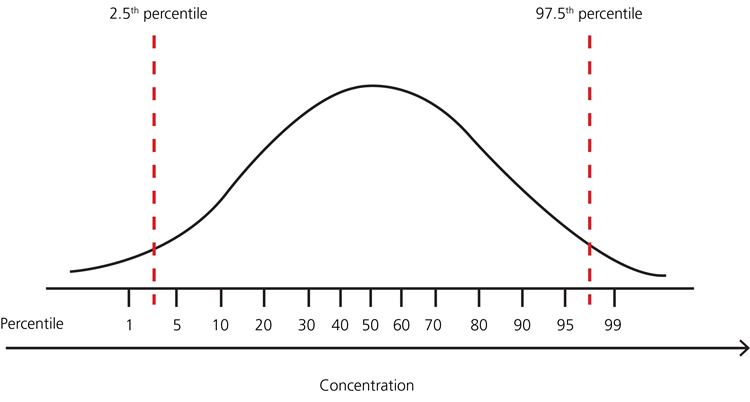 2.5th percentile 97.5th percentile
Percentile 1 5 10 20 30 40 50 60 70 80 90 95 99
Concentration